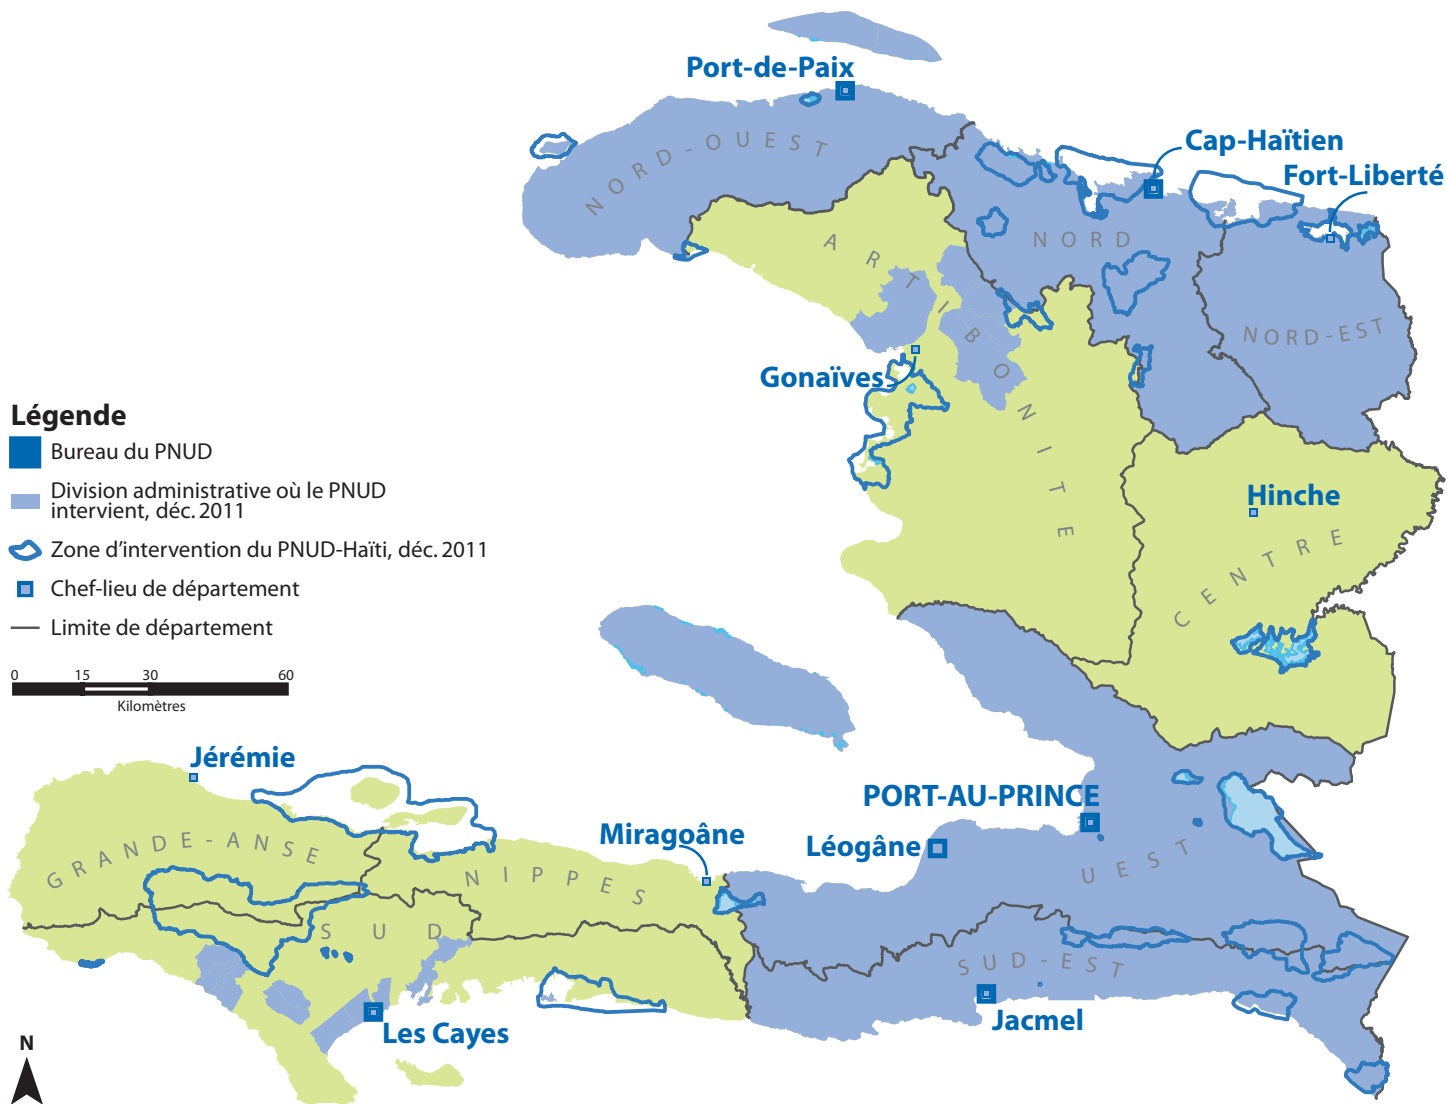 Port-de-Paix
Cap-Haïtien
Fort-Liberté
NORD-OUEST
NORD
ARTIBONITE
NORD-EST
Gonaïves
Légende
Bureau du PNUD
Division administrative où le PNUD
intervient, déc. 2011
Zone d'intervention du PNUD-Haïti, déc. 2011
Chef-lieu de département
Limite de département
0 15 30 60
Kilomètres
Hinche
CENTRE
Jérémie
PORT-AU-PRINCE
Miragoâne
Léogâne
GRANDE-ANSE
NIPPES
UEST
SUD
SUD-EST
Jacmel
Les Cayes
N